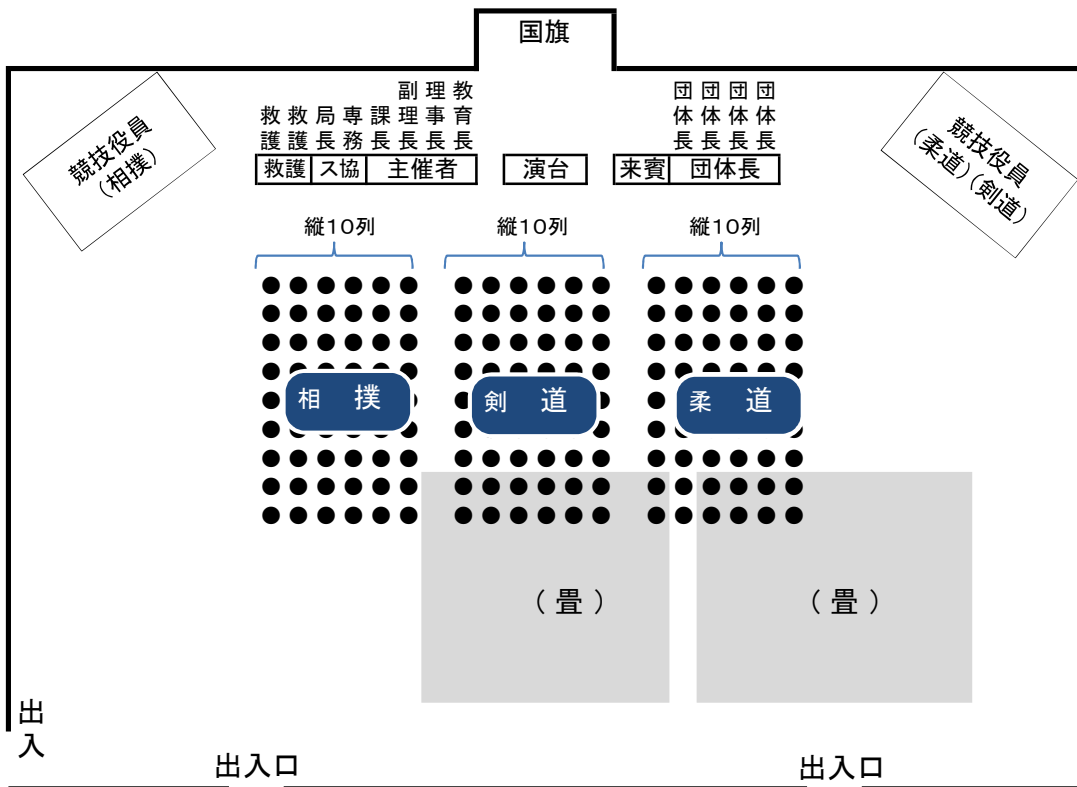 国旗
競技役員
(相撲)
救護
救護
局長
専務
課長
副理長
理事長
教育長
団体長
団体長
団体長
団体長
競技役員
(柔道)(剣道)
救護
ス協
主催者
演台
来賓
団体長
縦10列
縦10列
縦10列
相 撲
剣 道
柔 道
(畳)
(畳)
出入
出入口
出入口